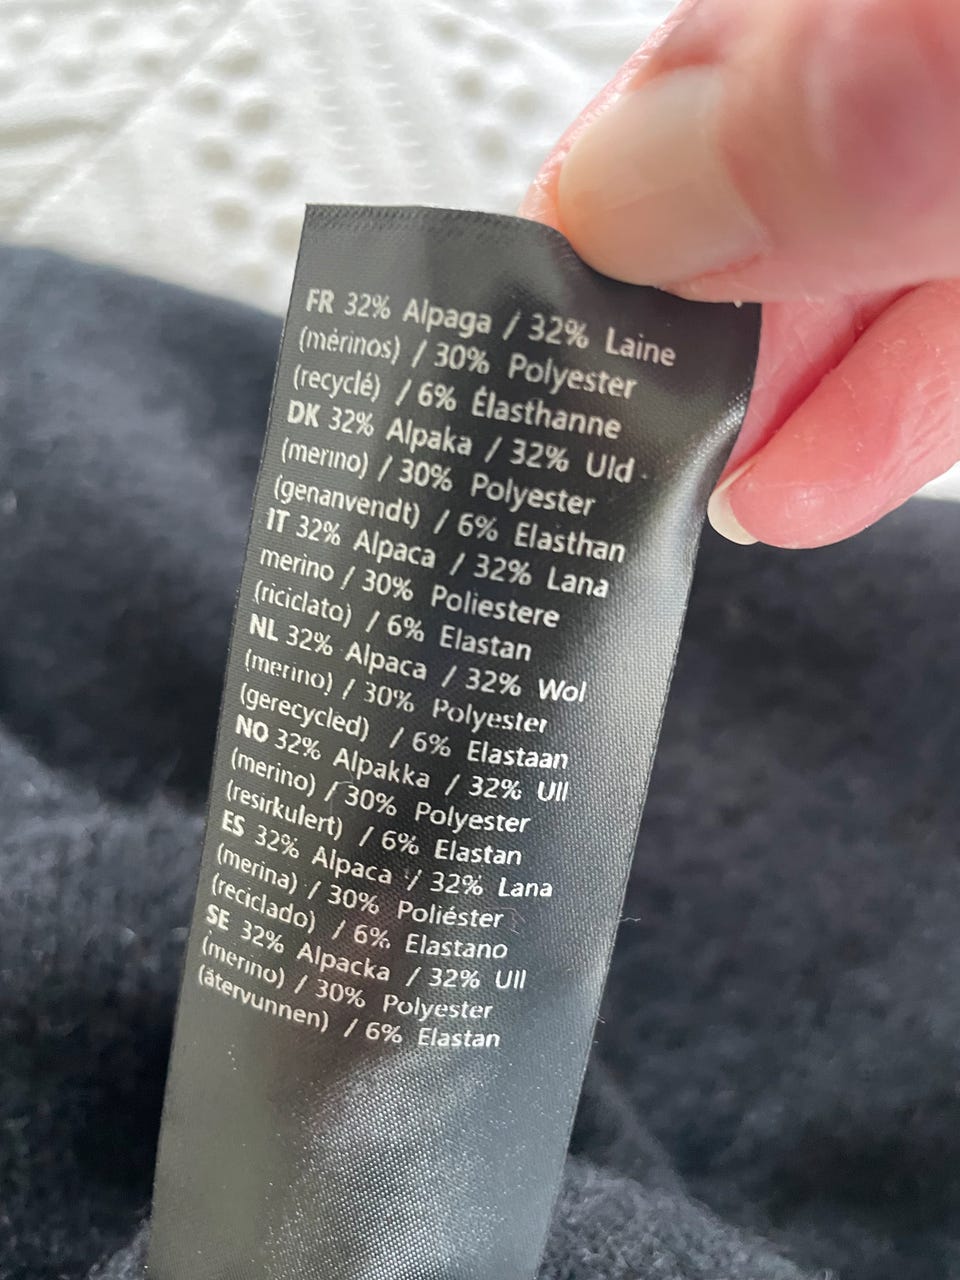 FR 32% Alpaga / 32% Laine
(mérinos) / 30% Polyester
(recyclé) / 6% Élasthanne
DK 32% Alpaka / 32% Uld
(merino) / 30% Polyester
(genanvendt) / 6% Elasthan
IT 32% Alpaca / 32% Lana
merino / 30% Poliestere
(riciclato) / 6% Elastan
NL 32% Alpaca / 32% Wol
(merino) / 30% Polyester
(gerecycled) / 6% Elastaan
NO 32% Alpakka / 32% Ull
(merino) / 30% Polyester
(resirkulert) / 6% Elastan
ES 32% Alpaca / 32% Lana
(merina) / 30% Poliéster
(reciclado) / 6% Elastano
SE 32% Alpacka / 32% Ull
(merino) / 30% Polyester
(återvunnen) / 6% Elastan